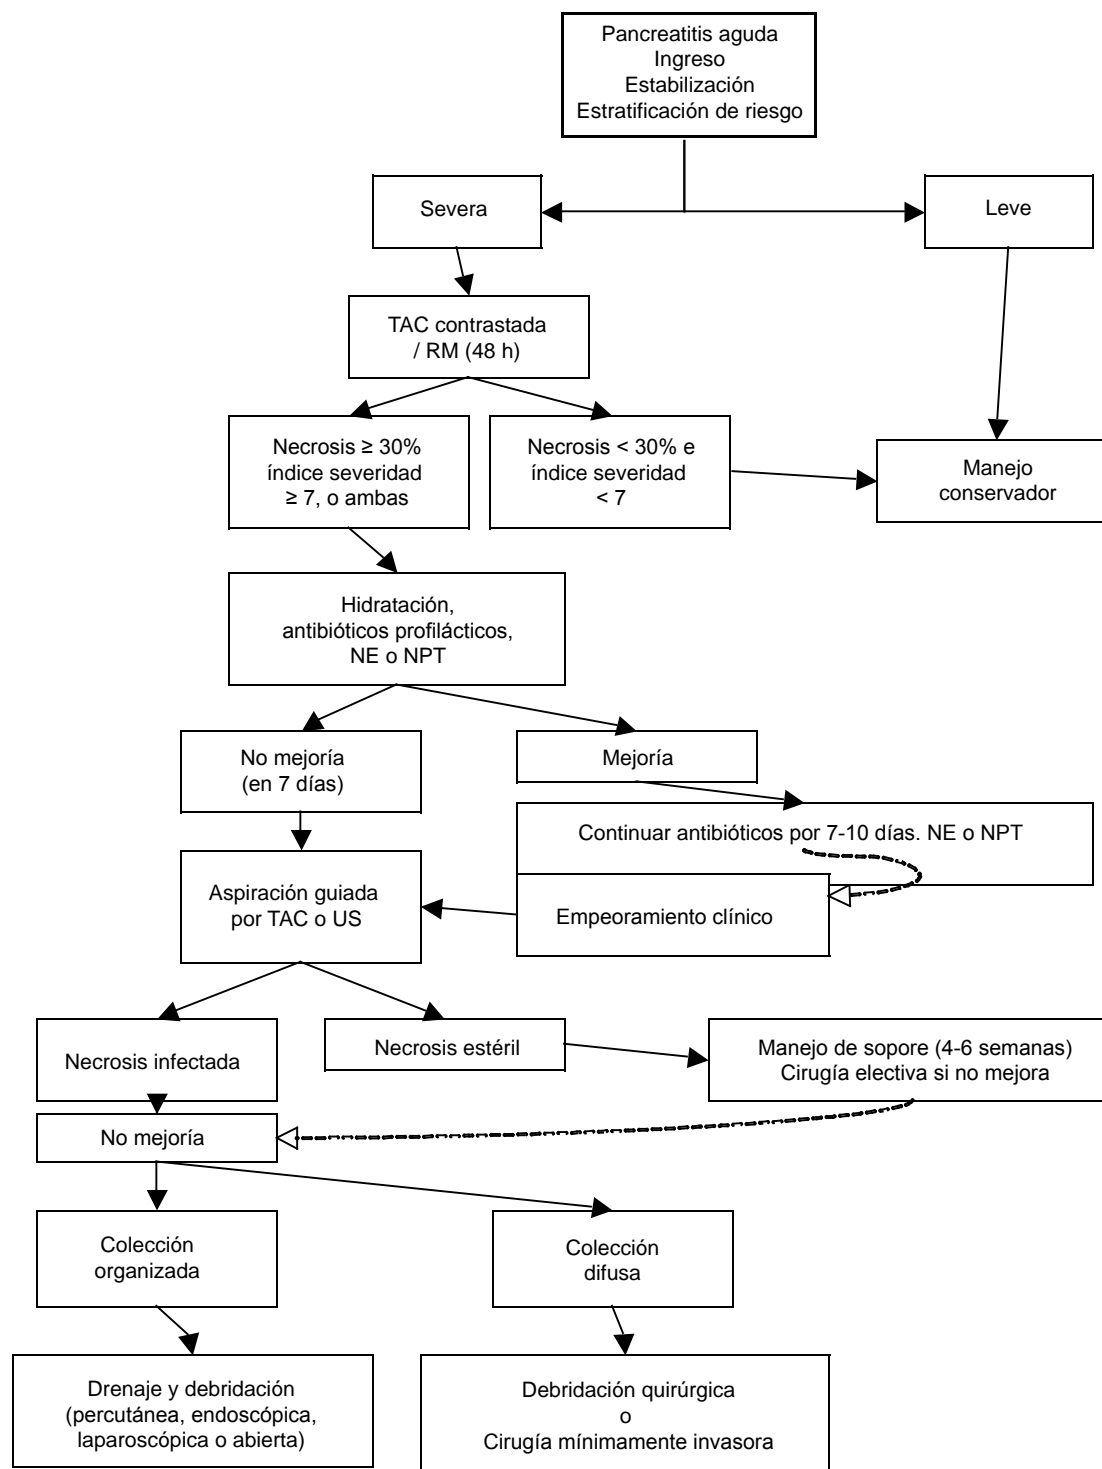 Pancreatitis aguda
Ingreso
Estabilización
Estratificación de riesgo
Severa
Leve
TAC contrastada
/ RM (48 h)
Necrosis ≥ 30%
índice severidad
≥ 7, o ambas
Necrosis < 30% e
índice severidad
< 7
Manejo
conservador
Hidratación,
antibióticos profilácticos,
NE o NPT
No mejoría
(en 7 días)
Mejoría
Continuar antibióticos por 7-10 días. NE o NPT
Aspiración guiada
por TAC o US
Empeoramiento clínico
Necrosis infectada
Necrosis estéril
Manejo de sopore (4-6 semanas)
Cirugía electiva si no mejora
No mejoría
Colección
organizada
Colección
difusa
Drenaje y debridación
(percutánea, endoscópica,
laparoscópica o abierta)
Debridación quirúrgica
o
Cirugía mínimamente invasora